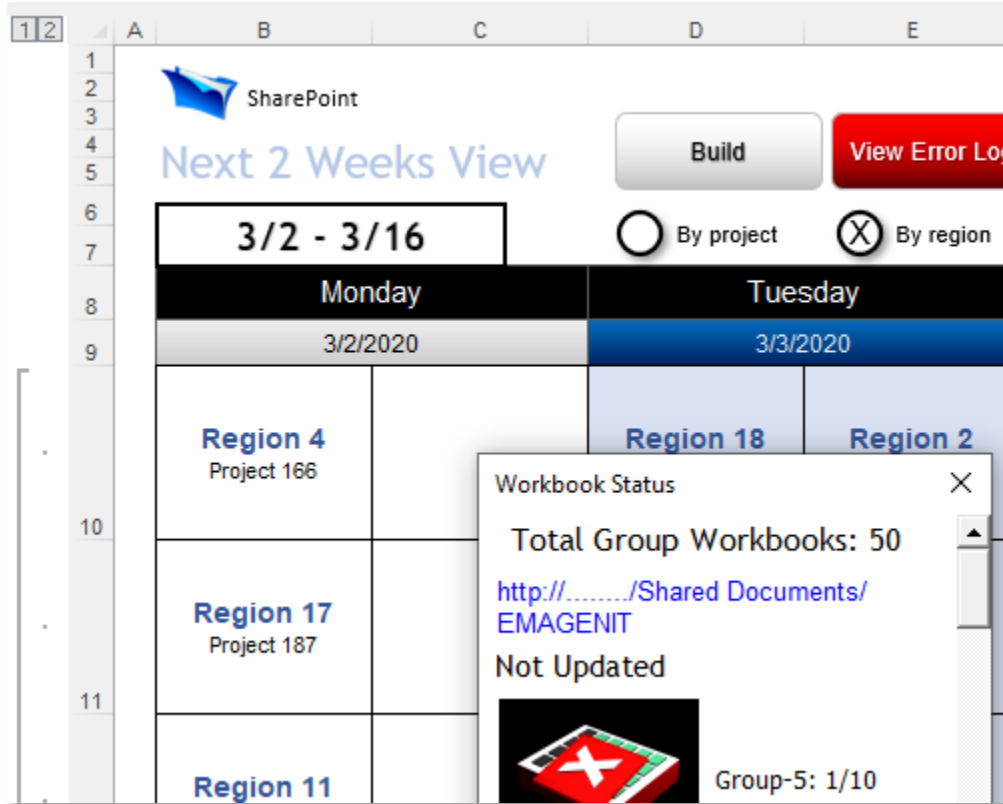 1 2
A B C D E
1
2
SharePoint
3
4
Next 2 Weeks View
Build
View Error Log
5
6
3/2 - 3/16
By project
X By region
7
Monday Tuesday
8
3/2/2020 3/3/2020
9
Region 4
Project 166
Region 18
Region 2
10
Workbook Status
Total Group Workbooks: 50
http://......../Shared Documents/
EMAGENIT
Not Updated
Region 17
Project 187
11
X
Group-5: 1/10
Region 11